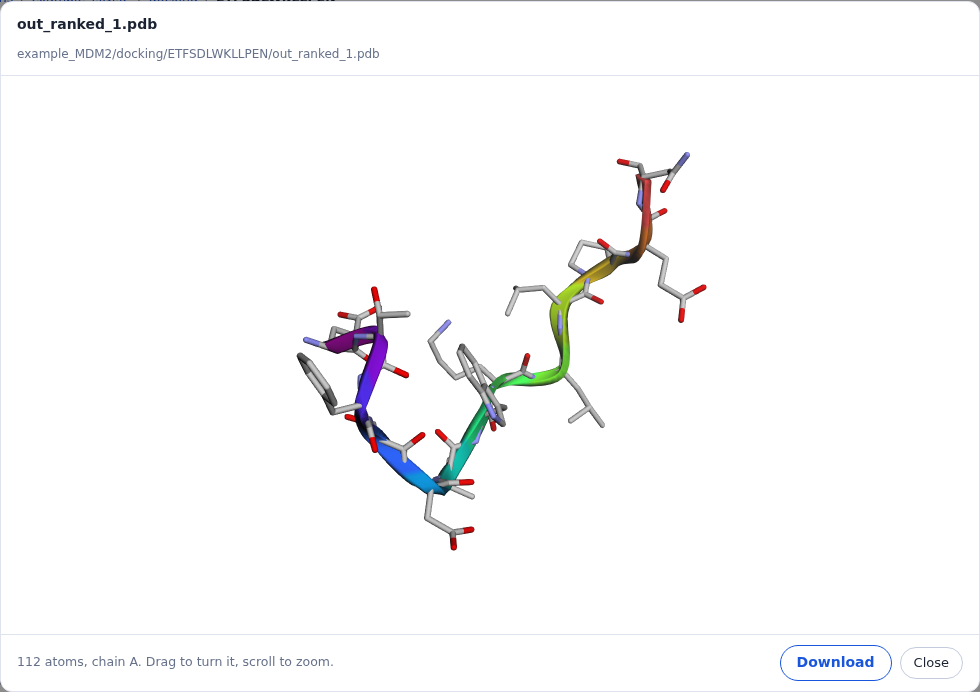 out_ranked_1.pdb
example_MDM2/docking/ETFSDLWKLLPEN/out_ranked_1.pdb
112 atoms, chain A. Drag to turn it, scroll to zoom.
Download
Close